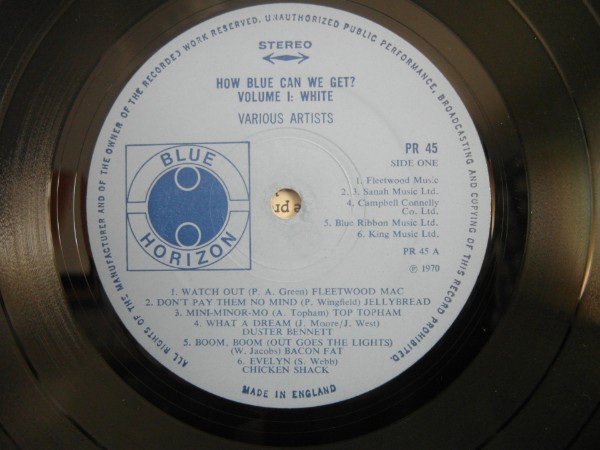 ALL RIGHTS OF THE MANUFACTURER AND OF THE OWNER OF THE RECORDED WORK RESERVED. UNAUTHORIZED PUBLIC PERFORMANCE, BROADCASTING AND COPYING OF THIS RECORD PROHIBITED.
STEREO
HOW BLUE CAN WE GET?
VOLUME I: WHITE
VARIOUS ARTISTS
BLUE
HORIZON
PR 45
SIDE ONE
1. Fleetwood Music
2. 3. Sanah Music Ltd.
4. Campbell Connelly
Co. Ltd.
5. Blue Ribbon Music Ltd.
6. King Music Ltd.
PR 45 A
℗ 1970
e pr
1. WATCH OUT (P. A. Green) FLEETWOOD MAC
2. DON'T PAY THEM NO MIND (P. Wingfield) JELLYBREAD
3. MINI-MINOR-MO (A. Topham) TOP TOPHAM
4. WHAT A DREAM (J. Moore/J. West)
DUSTER BENNETT
5. BOOM, BOOM (OUT GOES THE LIGHTS)
(W. Jacobs) BACON FAT
6. EVELYN (S. Webb)
CHICKEN SHACK
MADE IN ENGLAND